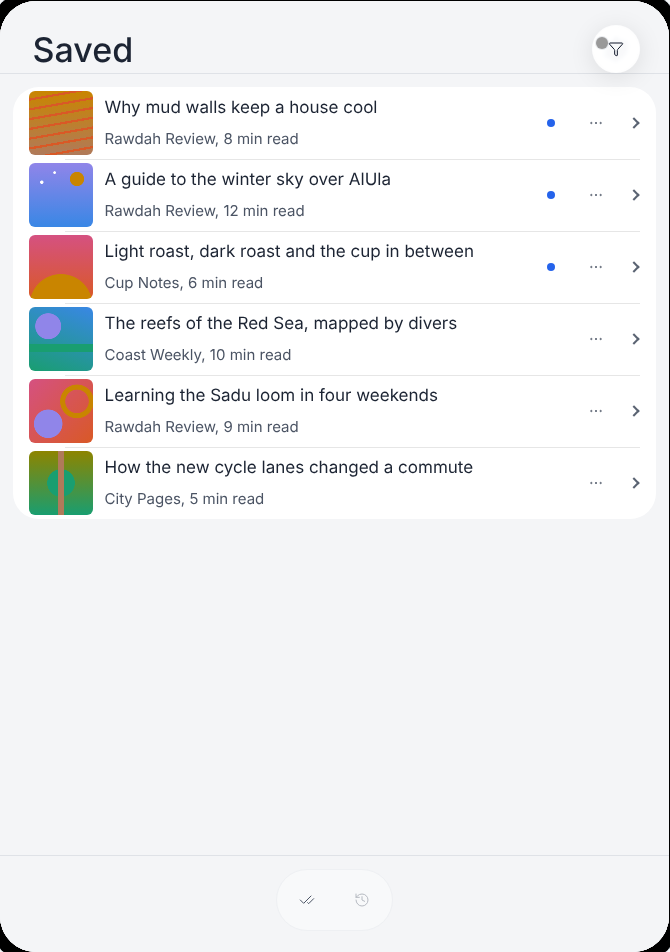 Saved
Why mud walls keep a house cool
Rawdah Review, 8 min read
A guide to the winter sky over AlUla
Rawdah Review, 12 min read
Light roast, dark roast and the cup in between
Cup Notes, 6 min read
The reefs of the Red Sea, mapped by divers
Coast Weekly, 10 min read
Learning the Sadu loom in four weekends
Rawdah Review, 9 min read
How the new cycle lanes changed a commute
City Pages, 5 min read